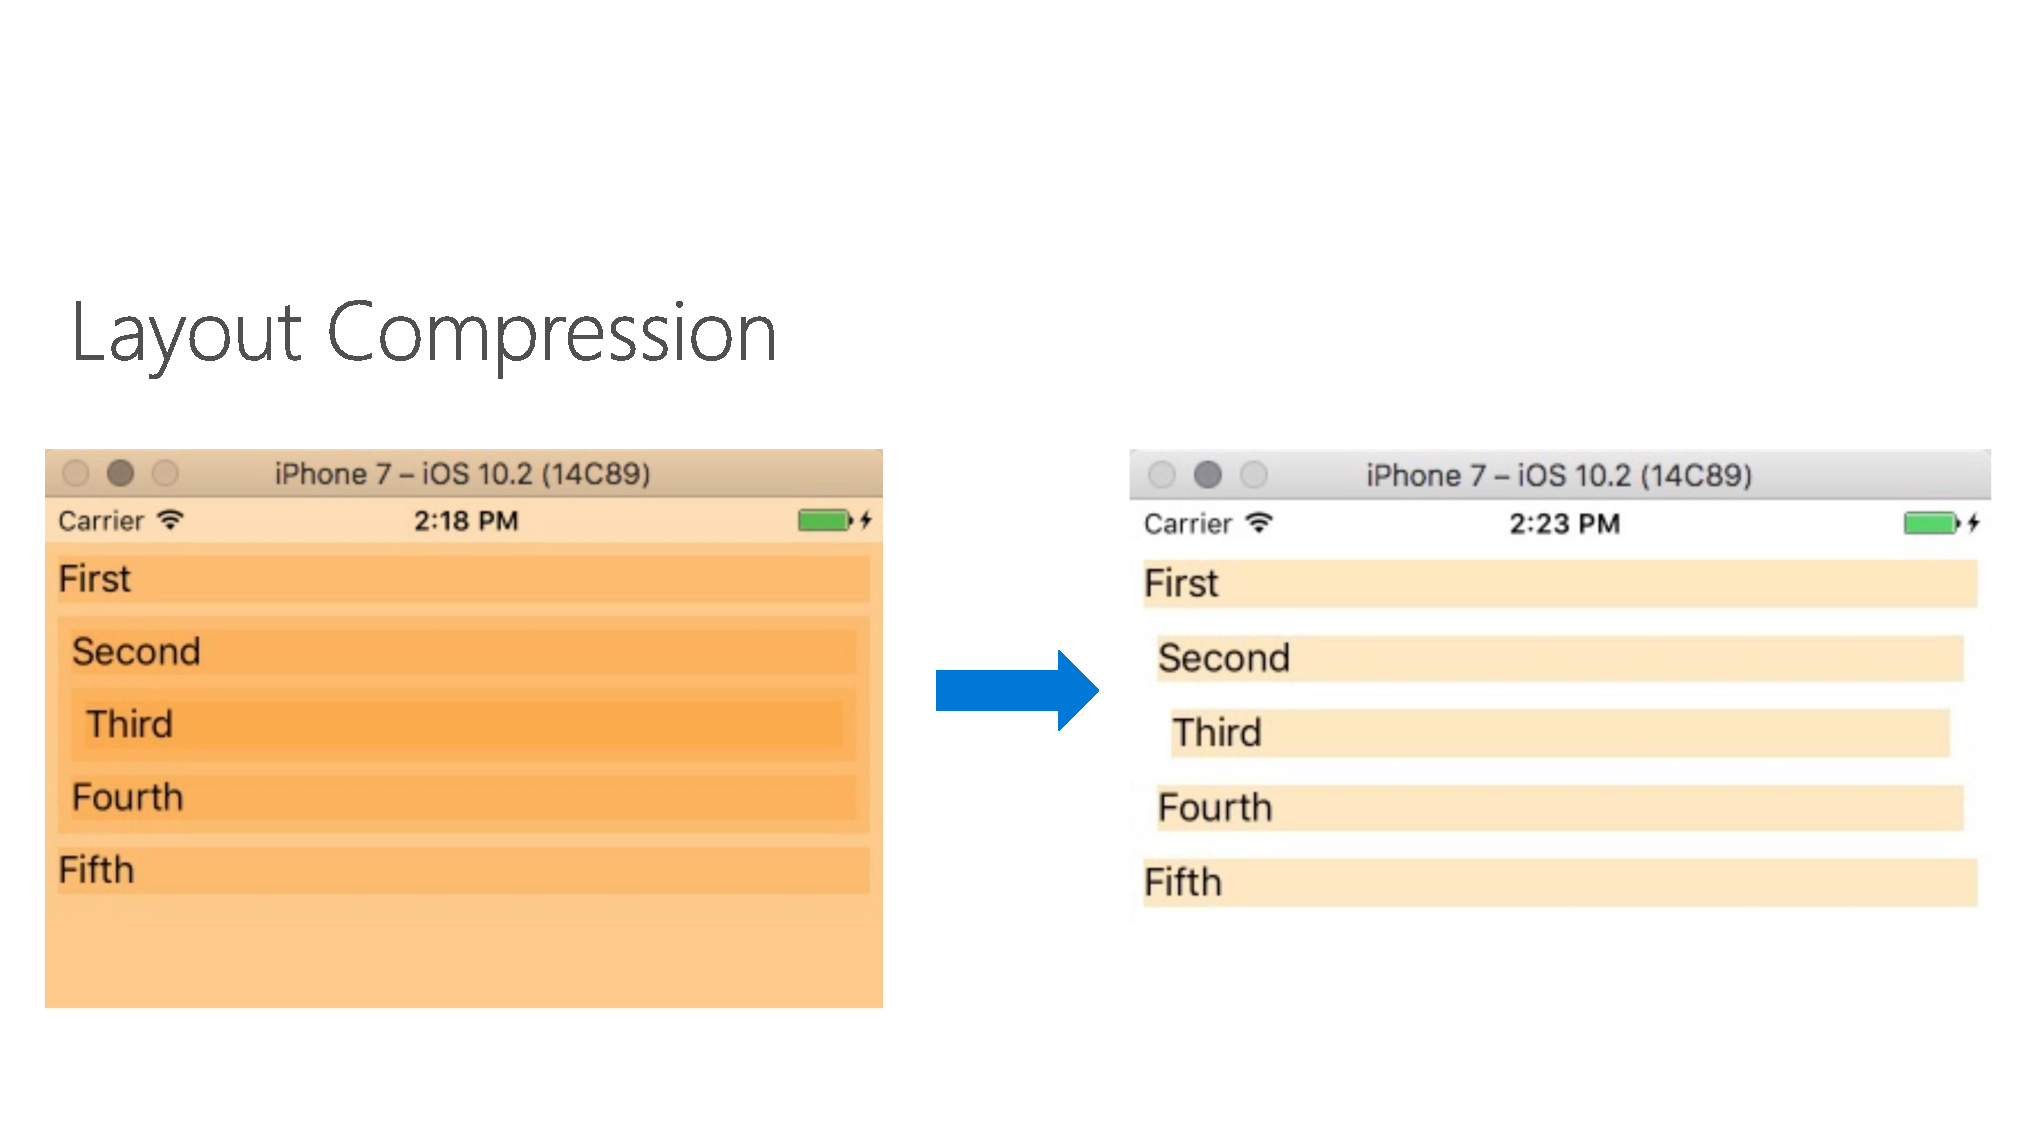 Layout Compression
iPhone 7 – iOS 10.2 (14C89)
Carrier 2:18 PM
First
Second
Third
Fourth
Fifth
iPhone 7 – iOS 10.2 (14C89)
Carrier 2:23 PM
First
Second
Third
Fourth
Fifth